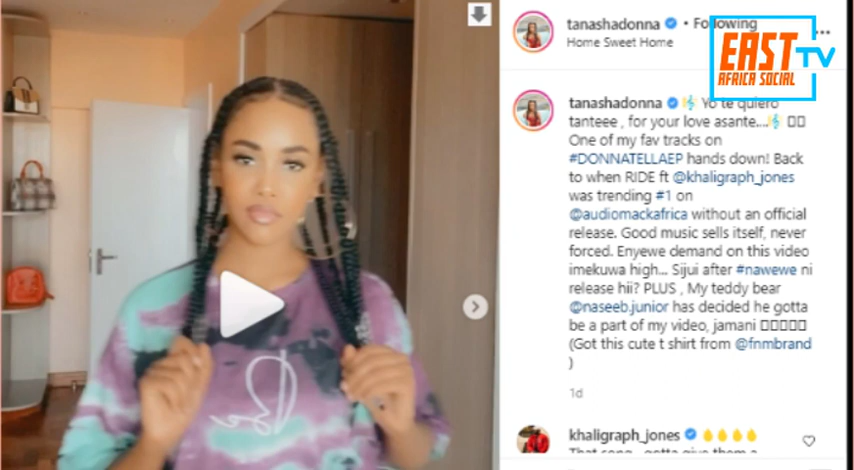 tanashadonna • Following
Home Sweet Home
EAST TV
AFRICA SOCIAL
tanashadonna Yo te quiero
tanteee , for your love asante....
One of my fav tracks on
#DONNATELLAEP hands down! Back
to when RIDE ft @khaligraph_jones
was trending #1 on
@audiomackafrica without an official
release. Good music sells itself, never
forced. Enyewe demand on this video
imekuwa high... Sijui after #nawewe ni
release hii? PLUS , My teddy bear
@naseeb.junior has decided he gotta
be a part of my video, jamani
(Got this cute t shirt from @fnmbrand
)
1d
khaligraph_jones
That song gotta give them a